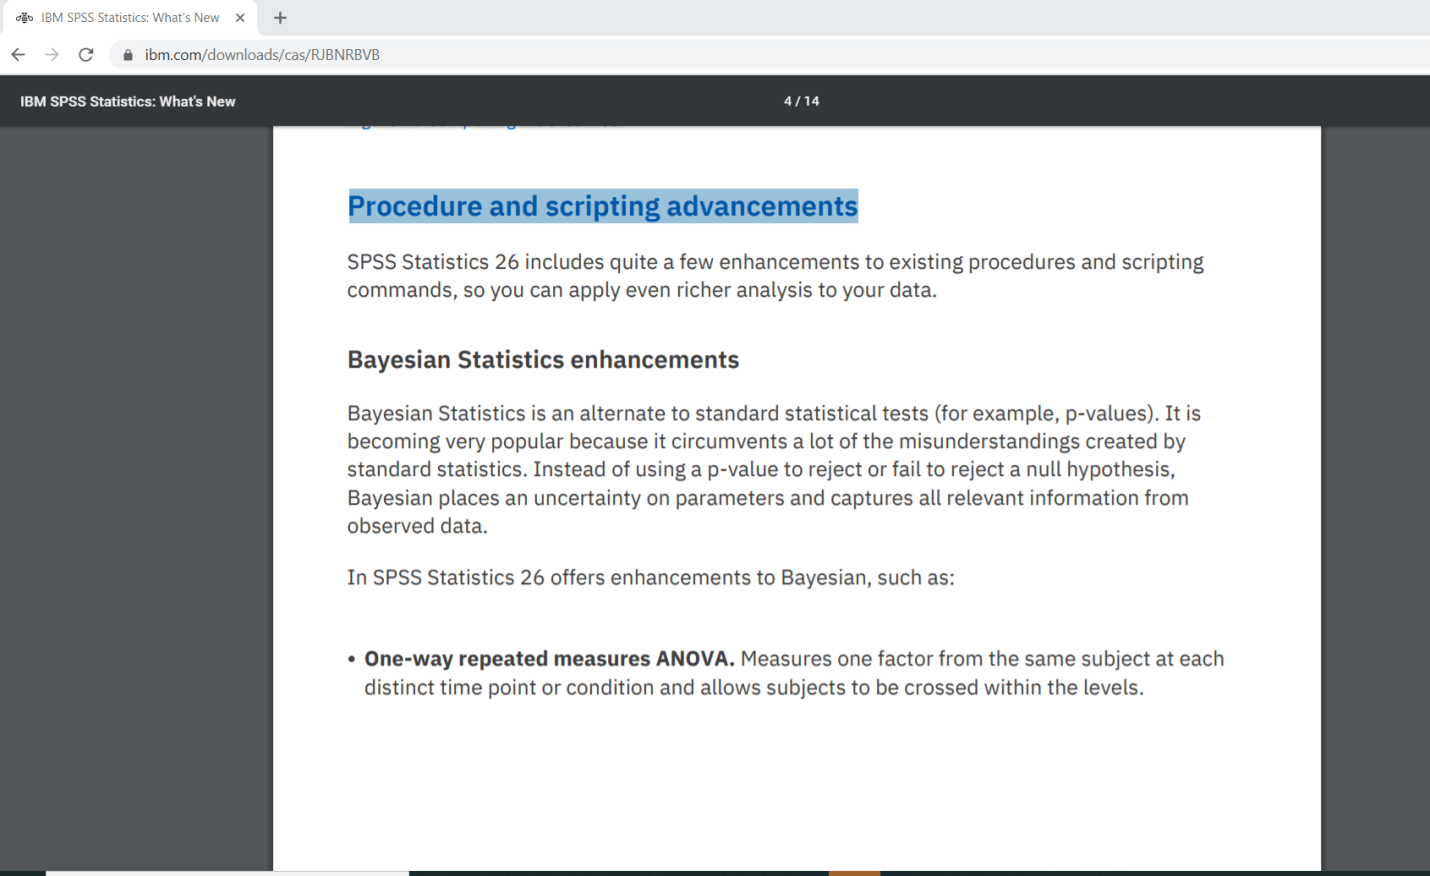 IBM SPSS Statistics: What's New
ibm.com/downloads/cas/RJBNRBVB
IBM SPSS Statistics: What's New
4 / 14
Procedure and scripting advancements
SPSS Statistics 26 includes quite a few enhancements to existing procedures and scripting
commands, so you can apply even richer analysis to your data.
Bayesian Statistics enhancements
Bayesian Statistics is an alternate to standard statistical tests (for example, p-values). It is
becoming very popular because it circumvents a lot of the misunderstandings created by
standard statistics. Instead of using a p-value to reject or fail to reject a null hypothesis,
Bayesian places an uncertainty on parameters and captures all relevant information from
observed data.
In SPSS Statistics 26 offers enhancements to Bayesian, such as:
• One-way repeated measures ANOVA. Measures one factor from the same subject at each
distinct time point or condition and allows subjects to be crossed within the levels.